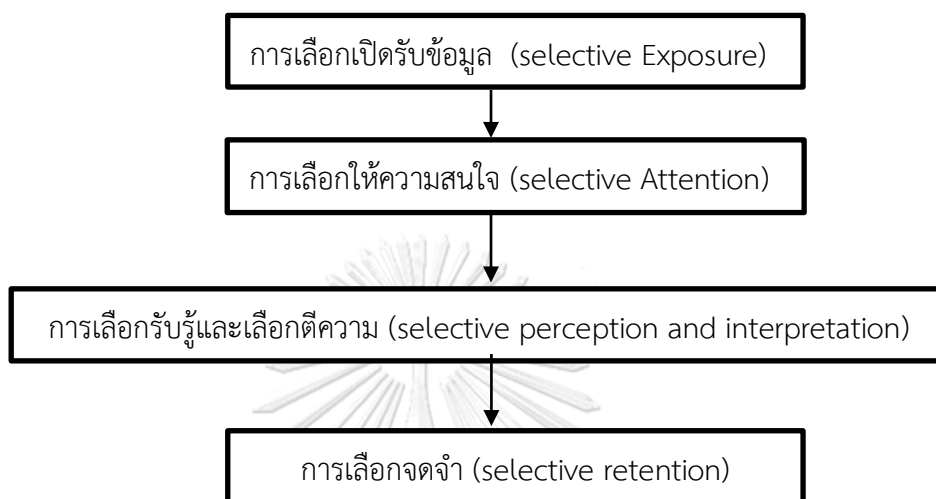 การเลือกเปิดรับข้อมูล (selective Exposure)
การเลือกให้ความสนใจ (selective Attention)
การเลือกรับรู้และเลือกตีความ (selective perception and interpretation)
การเลือกจดจำ (selective retention)